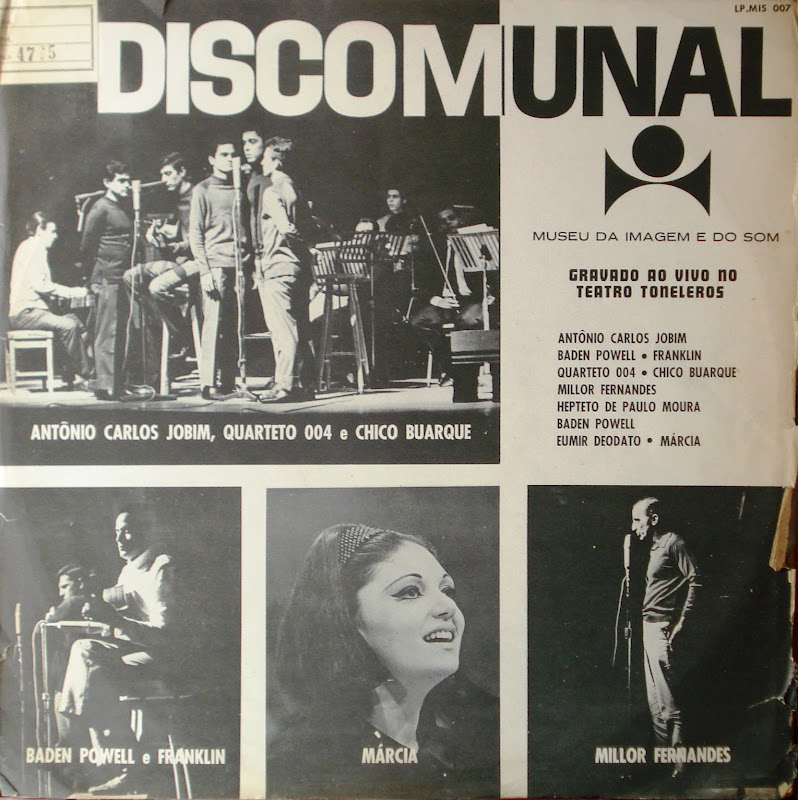 LP.MIS 007
4735
DISCOMUNAL
MUSEU DA IMAGEM E DO SOM
GRAVADO AO VIVO NO
TEATRO TONELEROS
ANTÔNIO CARLOS JOBIM
BADEN POWELL • FRANKLIN
QUARTETO 004 • CHICO BUARQUE
MILLOR FERNANDES
HEPTETO DE PAULO MOURA
BADEN POWELL
EUMIR DEODATO • MÁRCIA
ANTÔNIO CARLOS JOBIM, QUARTETO 004 e CHICO BUARQUE
BADEN POWELL e FRANKLIN
MÁRCIA
MILLOR FERNANDES